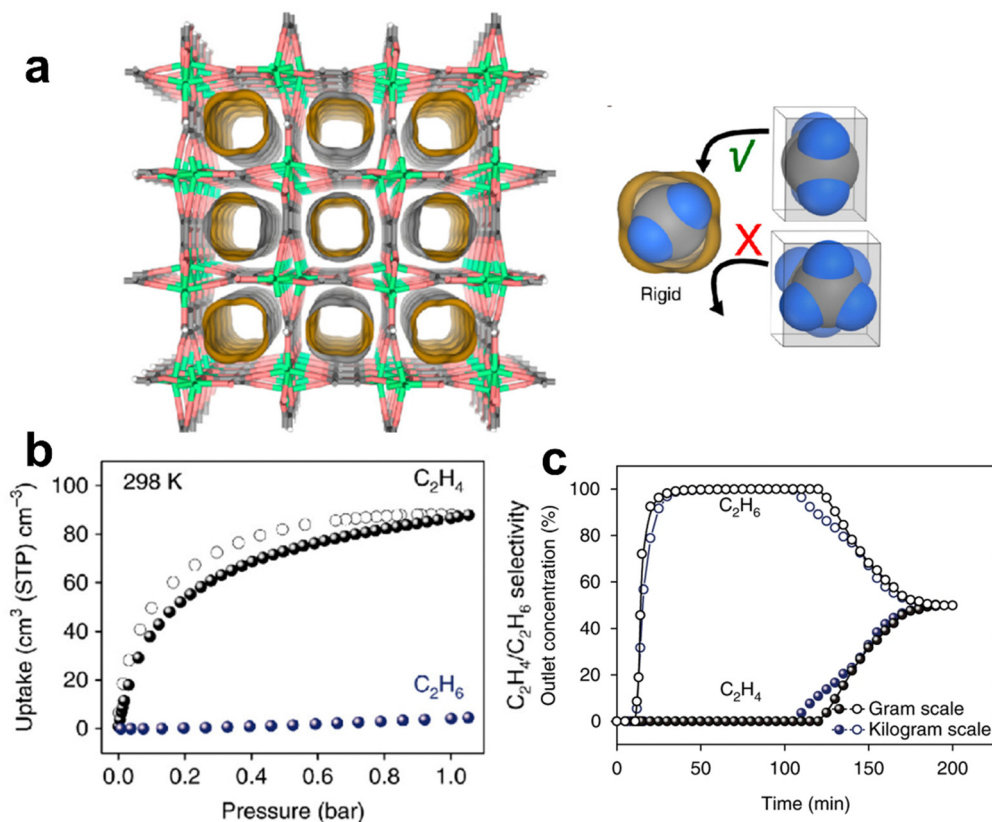 a
√
X
Rigid
b
298 K
C₂H₄
C₂H₆
100
80
60
40
20
0
0.0
0.2
0.4
0.6
0.8
1.0
Uptake (cm³ (STP) cm⁻³)
Pressure (bar)
c
C₂H₄/C₂H₆ selectivity
Outlet concentration (%)
100
80
60
40
20
0
C₂H₆
C₂H₄
Gram scale
Kilogram scale
0
50
100
150
200
Time (min)